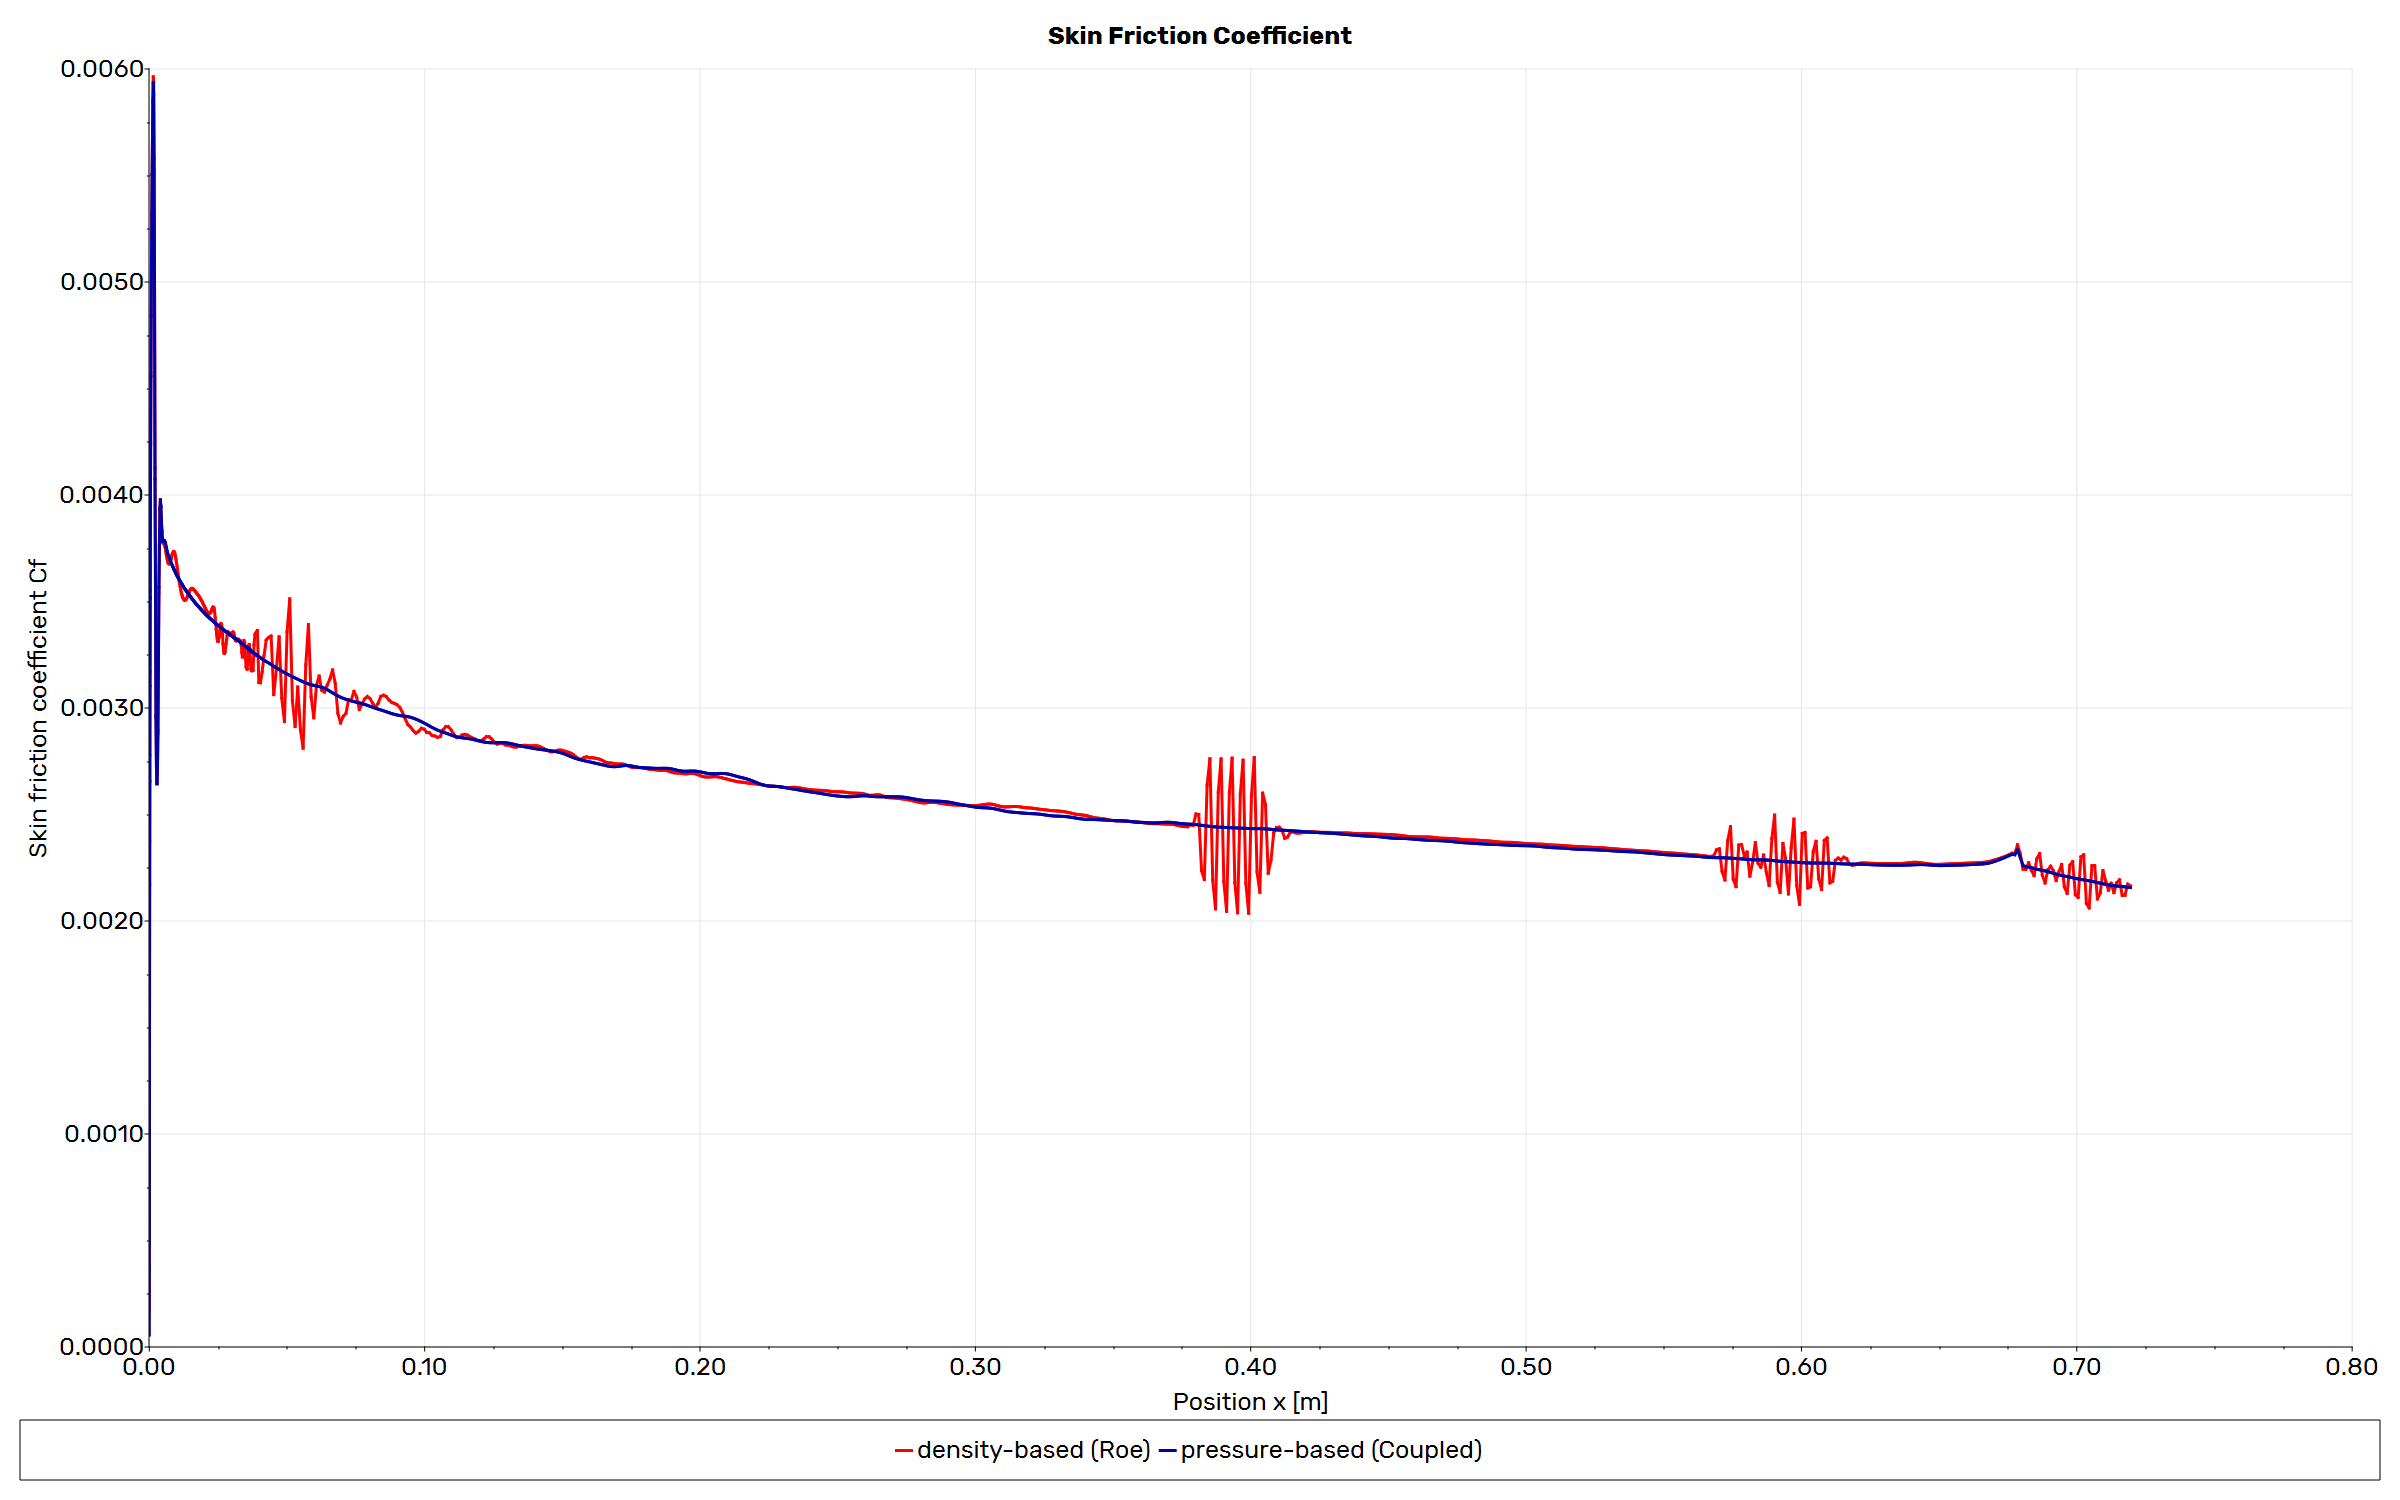 Skin Friction Coefficient
0.0060
0.0050
0.0040
0.0030
0.0020
0.0010
0.0000
Skin friction coefficient Cf
0.00 0.10 0.20 0.30 0.40 0.50 0.60 0.70 0.80
Position x [m]
density-based (Roe) pressure-based (Coupled)